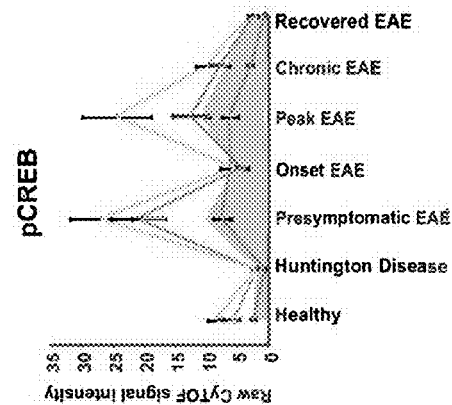 pCREB
Raw CyTOF signal intensity
35
30
25
20
15
10
5
0
Healthy
Huntington Disease
Presymptomatic EAE
Onset EAE
Peak EAE
Chronic EAE
Recovered EAE